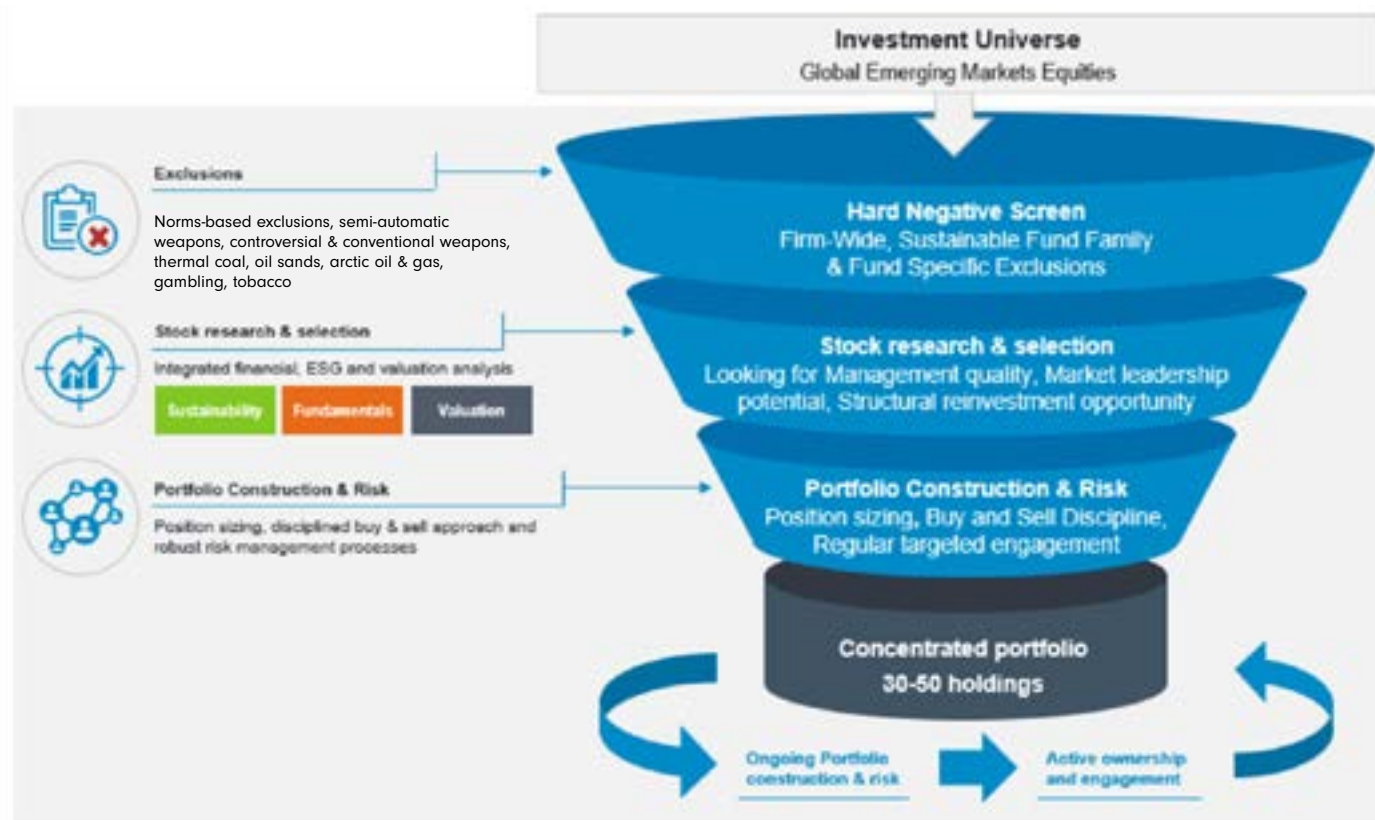 Investment Universe
Global Emerging Markets Equities
Exclusions
Norms-based exclusions, semi-automatic
weapons, controversial & conventional weapons,
thermal coal, oil sands, arctic oil & gas,
gambling, tobacco
Hard Negative Screen
Firm-Wide, Sustainable Fund Family
& Fund Specific Exclusions
Stock research & selection
Integrated financial, ESG and valuation analysis
Sustainability
Fundamentals
Valuation
Stock research & selection
Looking for Management quality, Market leadership
potential, Structural reinvestment opportunity
Portfolio Construction & Risk
Position sizing, disciplined buy & sell approach and
robust risk management processes
Portfolio Construction & Risk
Position sizing, Buy and Sell Discipline,
Regular targeted engagement
Concentrated portfolio
30-50 holdings
Ongoing Portfolio
construction & risk
Active ownership
and engagement